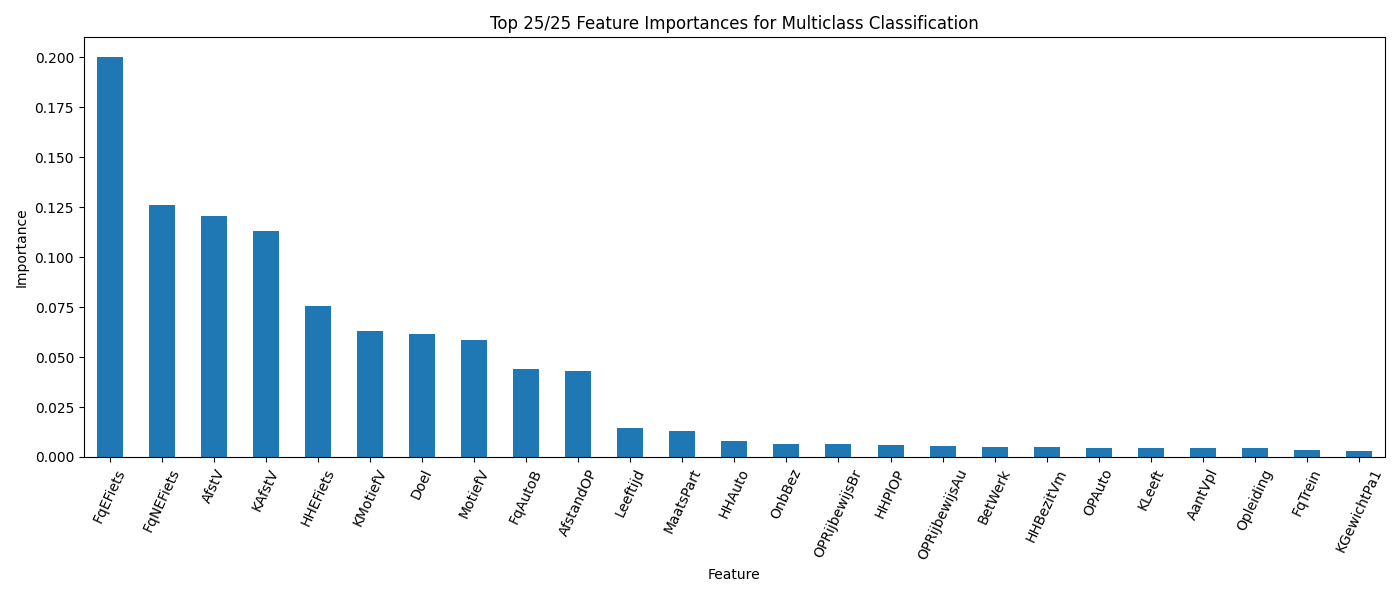 Top 25/25 Feature Importances for Multiclass Classification
0.200
0.175
0.150
0.125
0.100
0.075
0.050
0.025
0.000
Importance
FqEFiets
FqNEFiets
AfstV
KAfstV
HHEFiets
KMotiefV
Doel
MotiefV
FqAutoB
AfstandOP
Leeftijd
MaatsPart
HHAuto
OnbBez
OPRijbewijsBr
HHPlOP
OPRijbewijsAu
BetWerk
HHBezitVm
OPAuto
KLeeft
AantVpl
Opleiding
FqTrein
KGewichtPa1
Feature